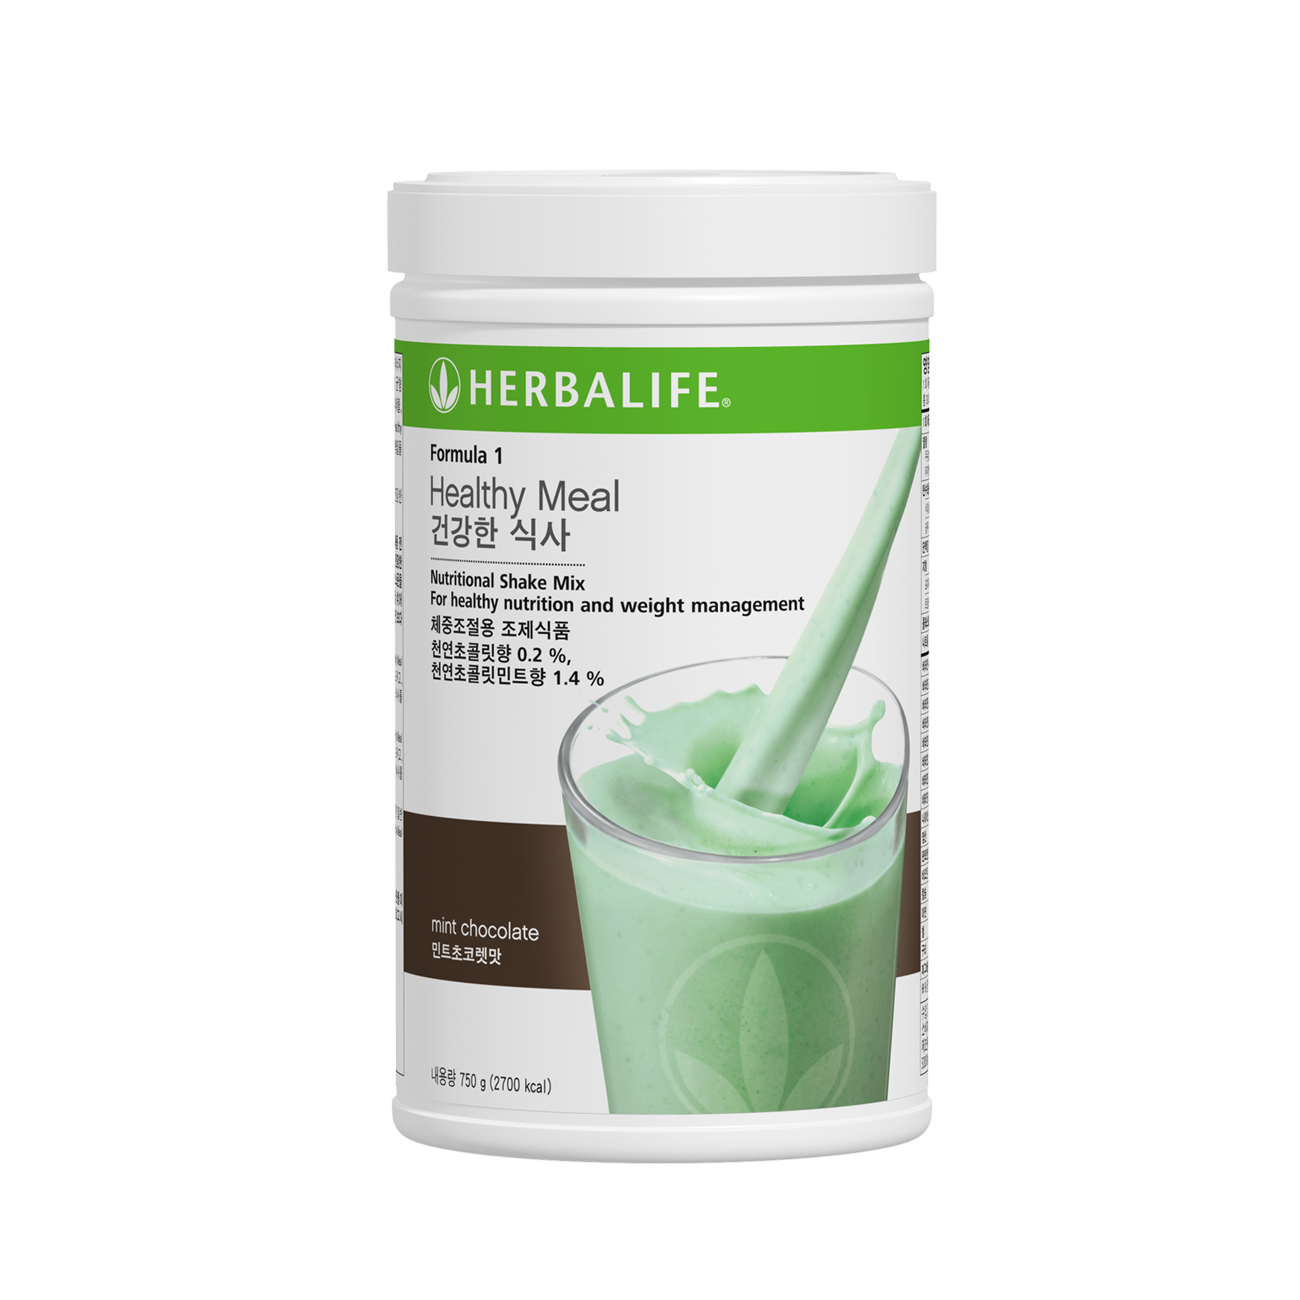 HERBALIFE®
Formula 1
Healthy Meal
건강한 식사
Nutritional Shake Mix
For healthy nutrition and weight management
체중조절용 조제식품
천연초콜릿향 0.2 %,
천연초콜릿민트향 1.4 %
mint chocolate
민트초코렛맛
내용량 750 g (2700 kcal)